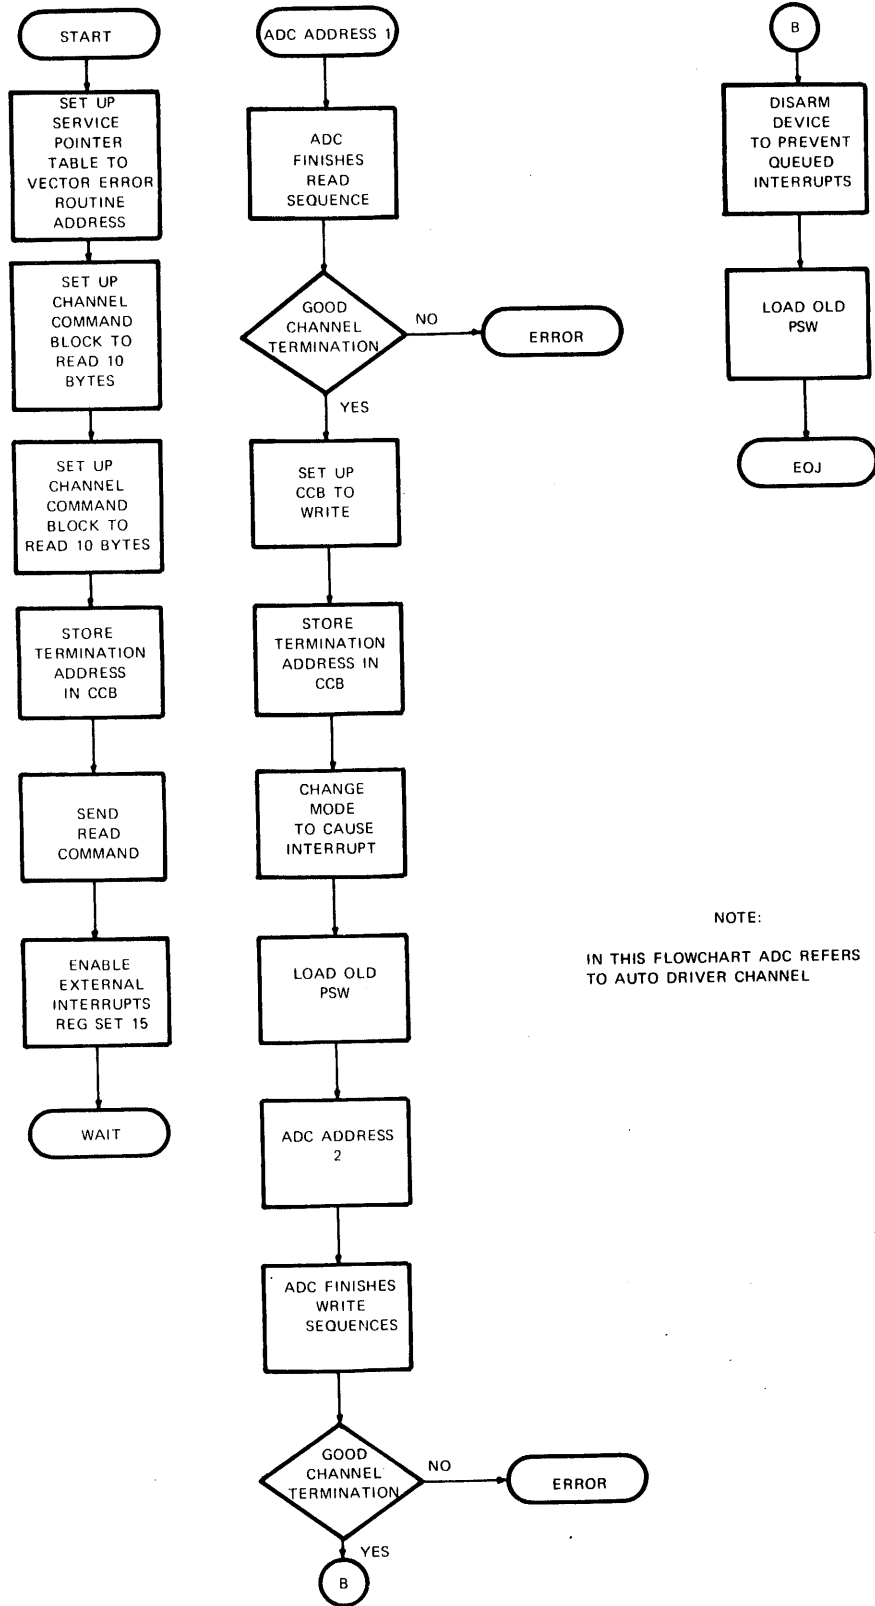 START
SET UP
SERVICE
POINTER
TABLE TO
VECTOR ERROR
ROUTINE
ADDRESS
SET UP
CHANNEL
COMMAND
BLOCK TO
READ 10
BYTES
SET UP
CHANNEL
COMMAND
BLOCK TO
READ 10 BYTES
STORE
TERMINATION
ADDRESS
IN CCB
SEND
READ
COMMAND
ENABLE
EXTERNAL
INTERRUPTS
REG SET 15
WAIT
ADC ADDRESS 1
ADC
FINISHES
READ
SEQUENCE
GOOD
CHANNEL
TERMINATION
NO
ERROR
YES
SET UP
CCB TO
WRITE
STORE
TERMINATION
ADDRESS IN
CCB
CHANGE
MODE
TO CAUSE
INTERRUPT
LOAD OLD
PSW
ADC ADDRESS
2
ADC FINISHES
WRITE
SEQUENCES
GOOD
CHANNEL
TERMINATION
NO
ERROR
YES
B
B
DISARM
DEVICE
TO PREVENT
QUEUED
INTERRUPTS
LOAD OLD
PSW
EOJ
NOTE:
IN THIS FLOWCHART ADC REFERS
TO AUTO DRIVER CHANNEL